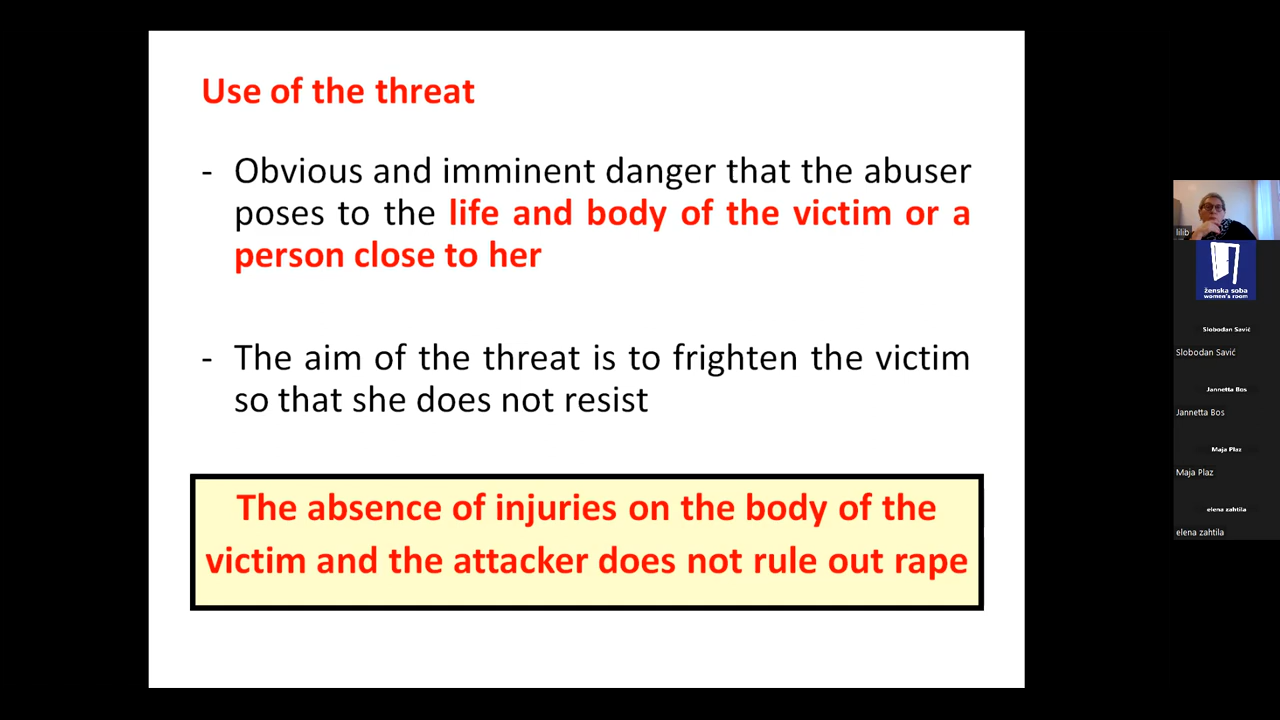 Use of the threat
- Obvious and imminent danger that the abuser
poses to the life and body of the victim or a
person close to her
- The aim of the threat is to frighten the victim
so that she does not resist
The absence of injuries on the body of the
victim and the attacker does not rule out rape
lilib
ženska soba
women's room
Slobodan Savić
Slobodan Savić
Jannetta Bos
Jannetta Bos
Maja Plaz
Maja Plaz
elena zahtila
elena zahtila